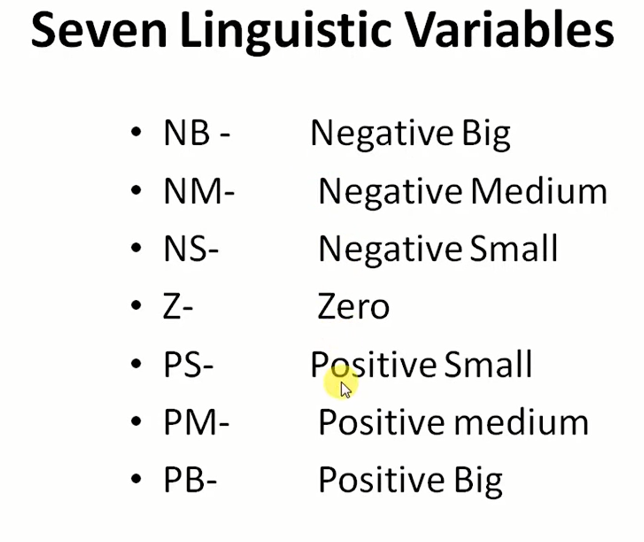 Seven Linguistic Variables
• NB - Negative Big
• NM- Negative Medium
• NS- Negative Small
• Z- Zero
• PS- Positive Small
• PM- Positive medium
• PB- Positive Big